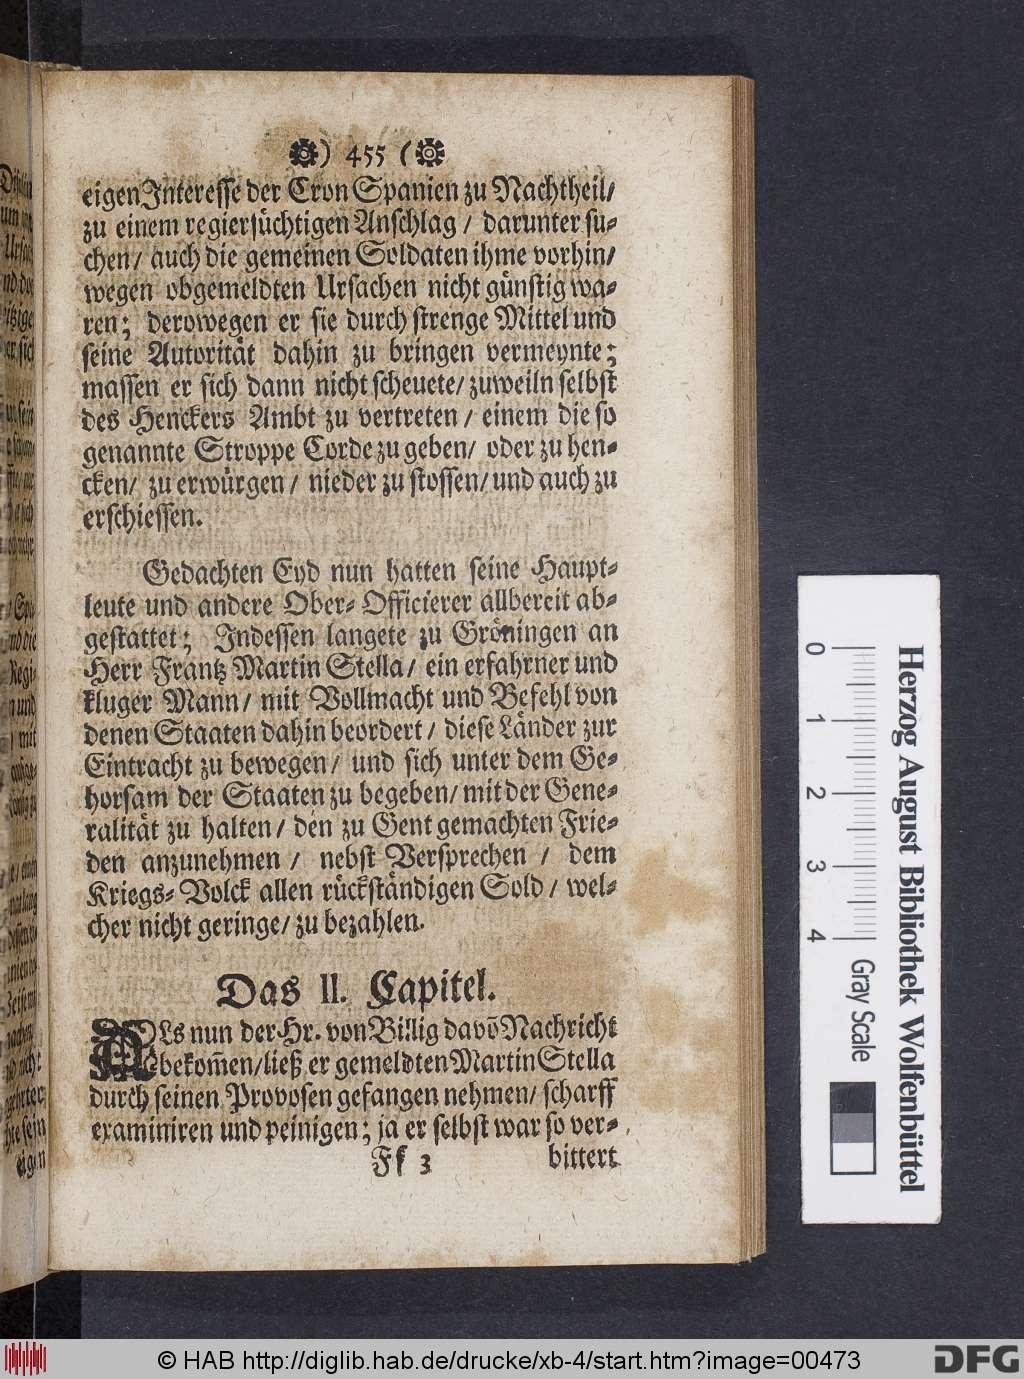 ) 455 (
eigen Interesse der Cron Spanien zu Nachtheil/
zu einem regiersüchtigen Anschlag / darunter su-
chen/ auch die gemeinen Soldaten ihme vorhin/
wegen obgemeldten Ursachen nicht günstig wa-
ren; derowegen er sie durch strenge Mittel und
seine Autorität dahin zu bringen vermeynte;
massen er sich dann nicht scheuete/ zuweiln selbst
des Henckers Ambt zu vertreten / einem die so
genannte Stroppe Corde zu geben/ oder zu hen-
cken/ zu erwürgen / nieder zu stossen/ und auch zu
erschiessen.
Gedachten Eyd nun hatten seine Haupt-
leute und andere Ober-Officierer allbereit ab-
gestattet; Indessen langete zu Gröningen an
Herr Frantz Martin Stella/ ein erfahrner und
kluger Mann/ mit Vollmacht und Befehl von
denen Staaten dahin beordert / diese Länder zur
Eintracht zu bewegen/ und sich unter dem Ge-
horsam der Staaten zu begeben/ mit der Gene-
ralität zu halten/ den zu Gent gemachten Frie-
den anzunehmen / nebst Versprechen / dem
Kriegs-Volck allen rückständigen Sold / wel-
cher nicht geringe/ zu bezahlen.
Das II. Capitel.
ALs nun der Hr. von Billig davõ Nachricht
bekom̃en/ ließ er gemeldten Martin Stella
durch seinen Provosen gefangen nehmen/ scharff
examiniren und peinigen; ja er selbst war so ver-
Ff 3 bittert
Herzog August Bibliothek Wolfenbüttel
0 1 2 3 4
Gray Scale
© HAB http://diglib.hab.de/drucke/xb-4/start.htm?image=00473
DFG